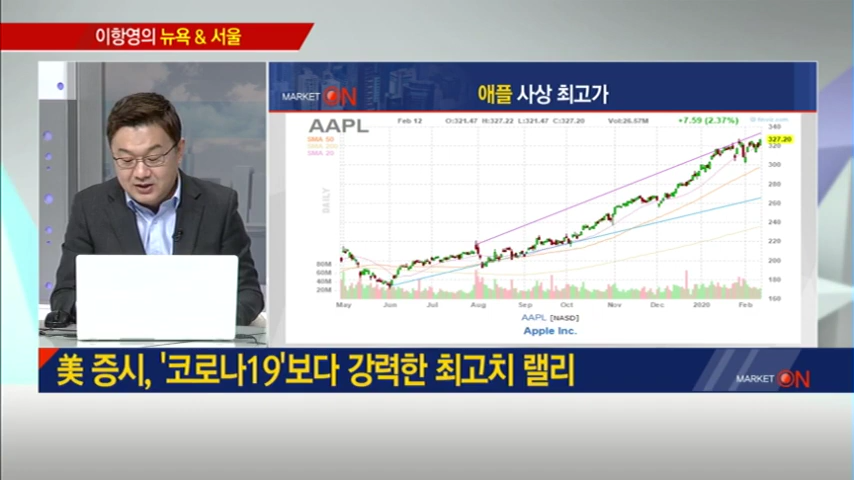 이항영의 뉴욕 & 서울
MARKET ON
애플 사상 최고가
AAPL
Feb 12 O:321.47 H:327.22 L:321.47 C:327.20 Vol:26.57M +7.59 (2.37%)
SMA 50
SMA 200
SMA 20
DAILY
340
327.20
320
300
280
260
240
220
200
180
160
80M
60M
40M
20M
May Jun Jul Aug Sep Oct Nov Dec 2020 Feb
AAPL [NASD]
Apple Inc.
美 증시, '코로나19'보다 강력한 최고치 랠리
MARKET ON